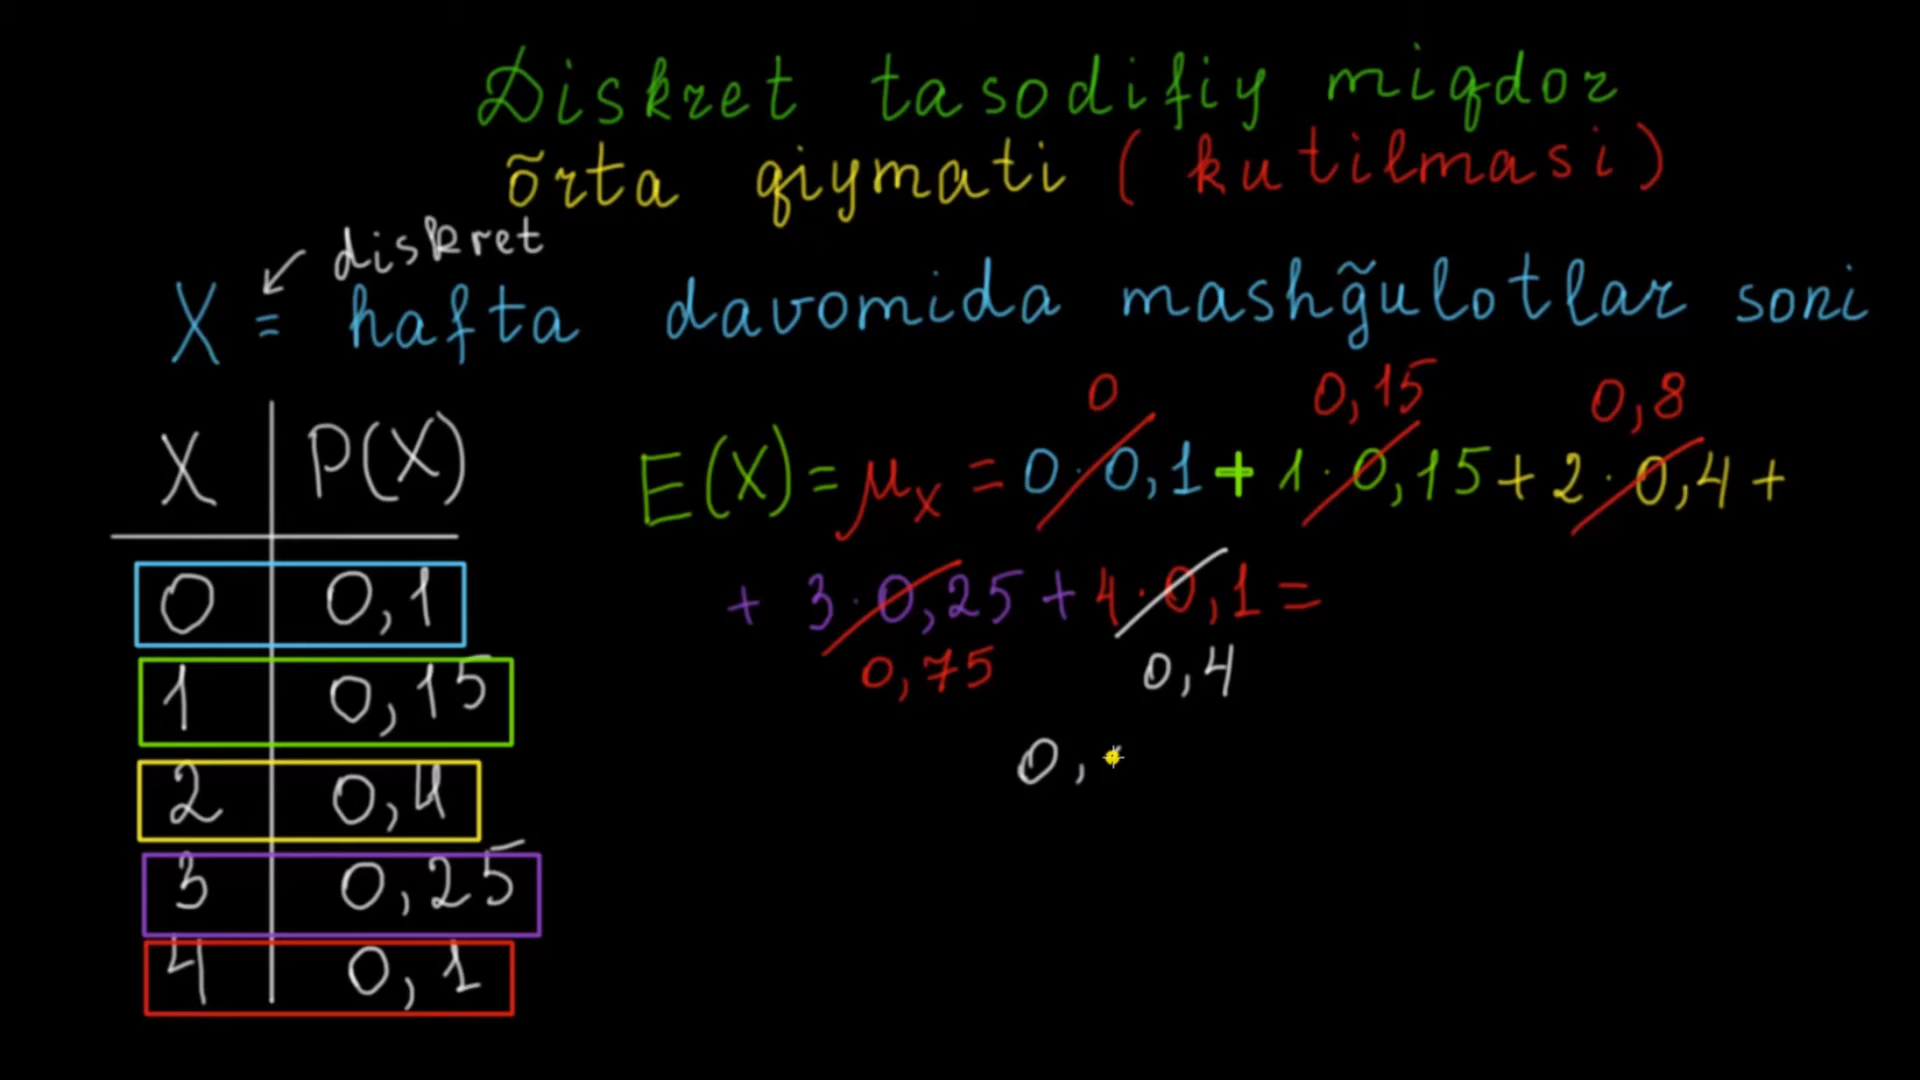 Diskret tasodifiy miqdor
õrta qiymati (kutilmasi)
diskret
X = hafta davomida mashg̃ulotlar soni
0 0,15 0,8
E(X) = μx = 0 · 0,1 + 1 · 0,15 + 2 · 0,4 +
+ 3 · 0,25 + 4 · 0,1 =
0,75 0,4
0,
X P(X)
0 0,1
1 0,15
2 0,4
3 0,25
4 0,1